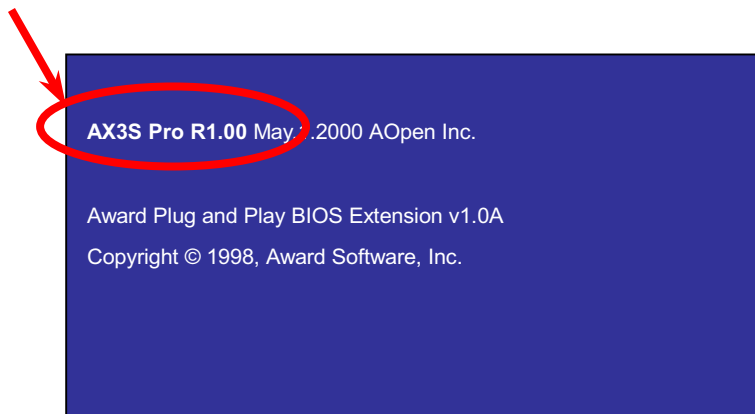 AX3S Pro R1.00 May.1.2000 AOpen Inc.
Award Plug and Play BIOS Extension v1.0A
Copyright © 1998, Award Software, Inc.